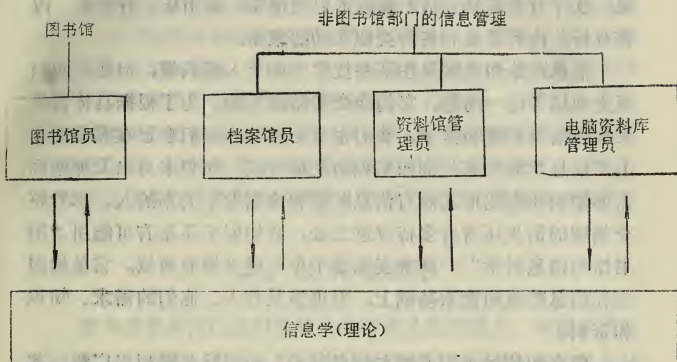 非图书馆部门的信息管理
图书馆
图书馆员
档案馆员
资料馆管
理员
电脑资料库
管理员
信息学(理论)